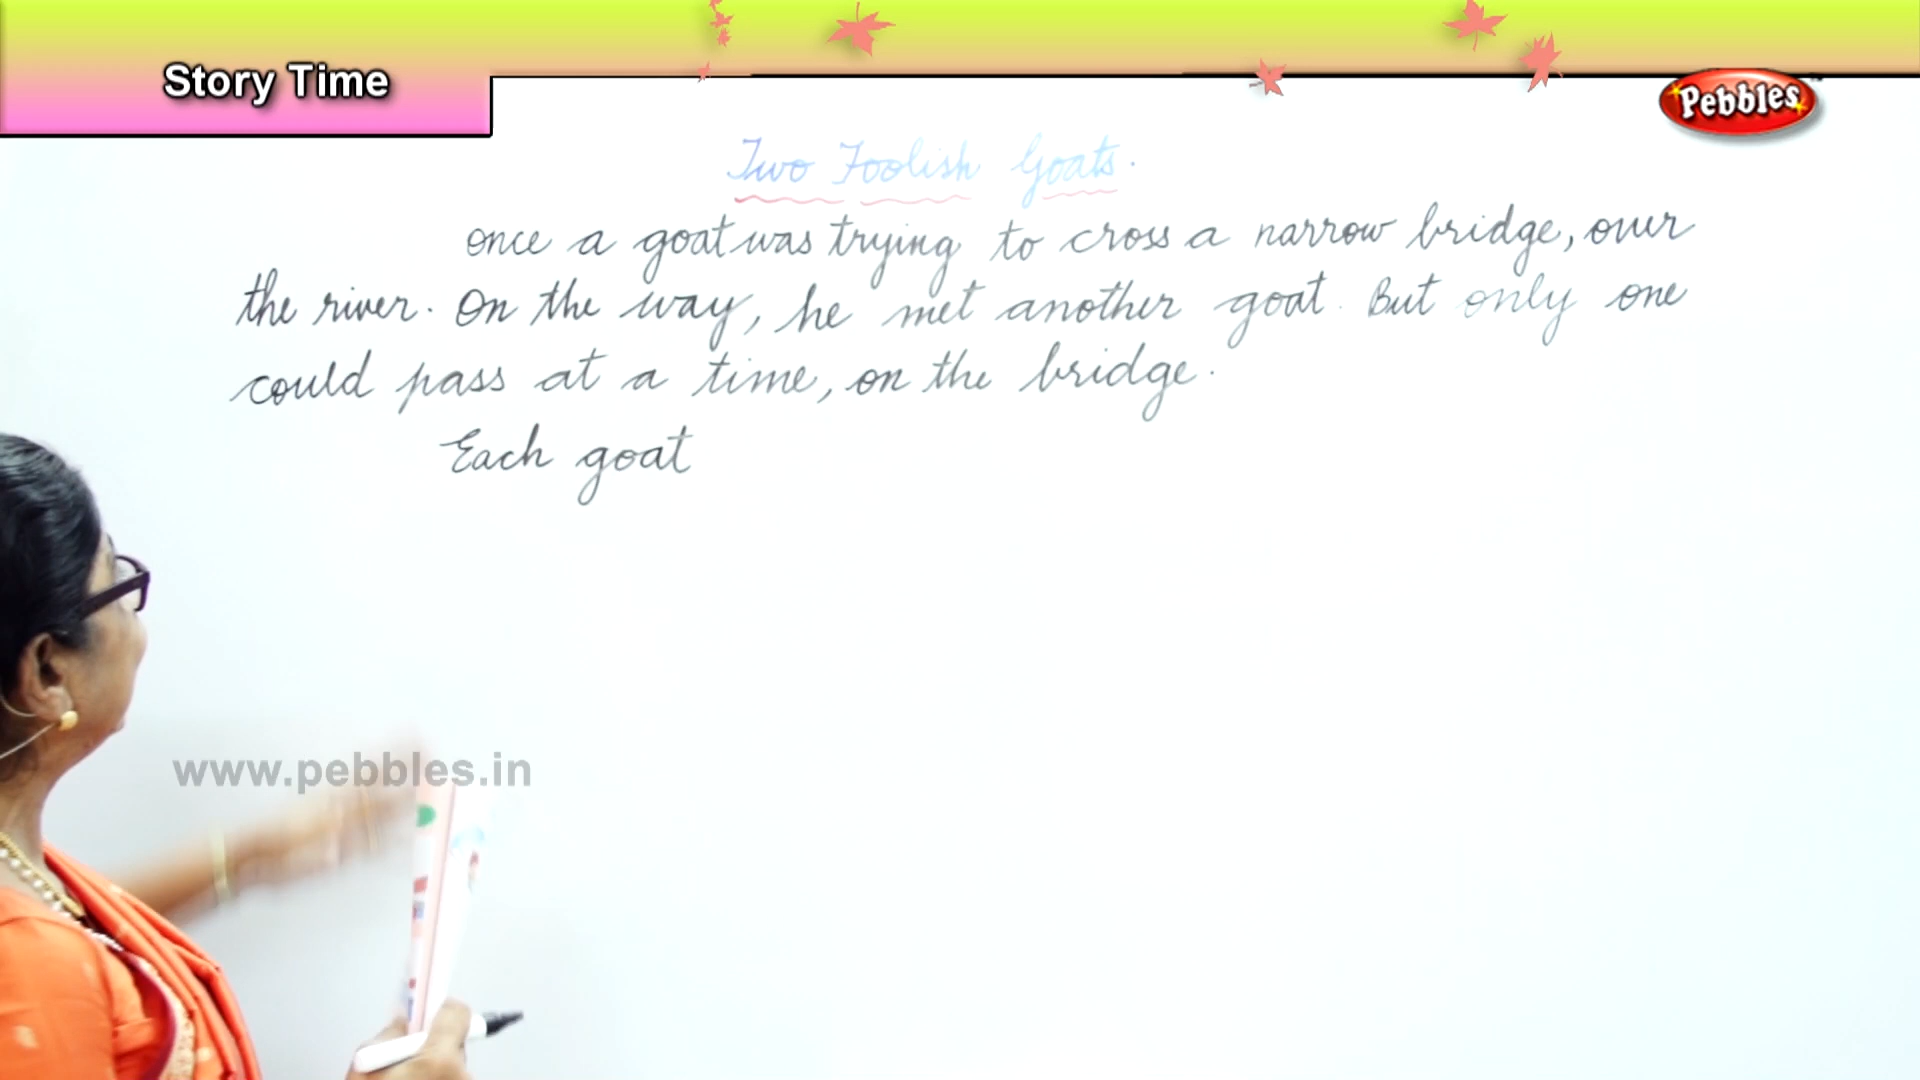 Story Time
Pebbles
Two Foolish Goats.
once a goat was trying to cross a narrow bridge, over
the river. On the way, he met another goat. But only one
could pass at a time, on the bridge.
Each goat
www.pebbles.in